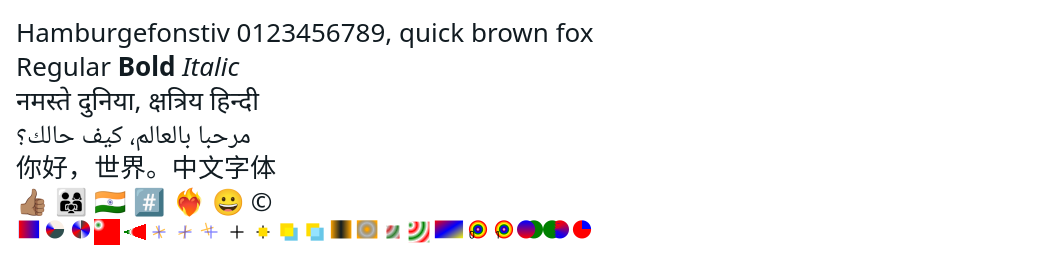 Hamburgefonstiv 0123456789, quick brown fox
Regular Bold Italic
नमस्ते दुनिया, क्षत्रिय हिन्दी
مرحبا بالعالم، كيف حالك؟
你好，世界。中文字体
👍🏽 👨‍👩‍👧 🇮🇳 #️⃣ ❤️‍🔥 😀 ©